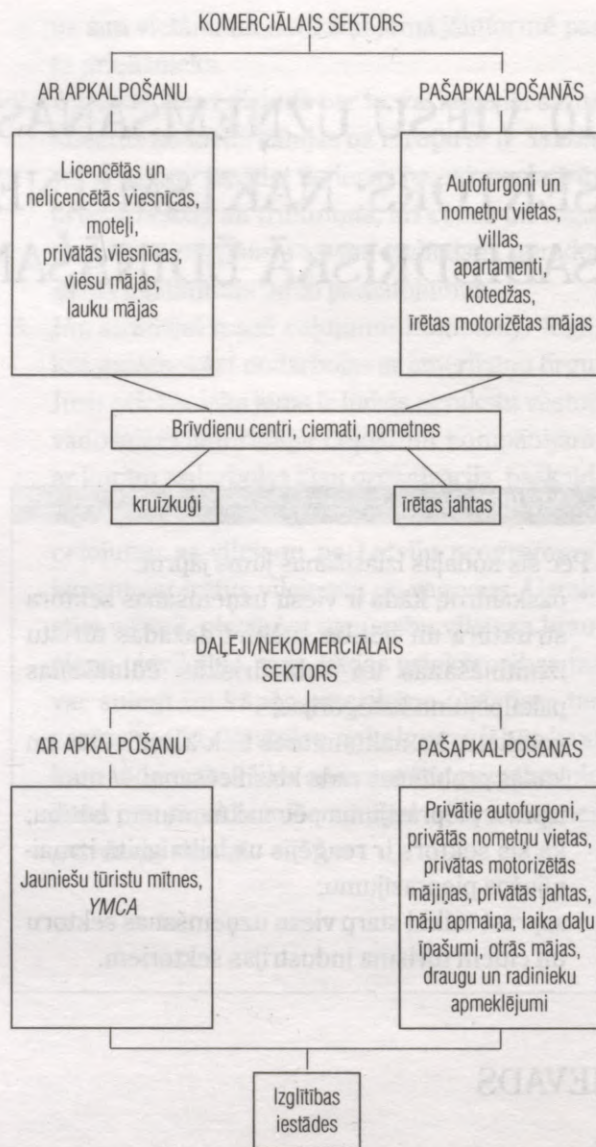 KOMERCIĀLAIS SEKTORS
AR APKALPOŠANU
Licencētās un
nelicencētās viesnīcas,
moteļi,
privātās viesnīcas,
viesu mājas,
lauku mājas
PAŠAPKALPOŠANĀS
Autofurgoni un
nometņu vietas,
villas,
apartamenti,
kotedžas,
īrētas motorizētas mājas
Brīvdienu centri, ciemati, nometnes
kruīzkuģi
īrētas jahtas
DAĻĒJI/NEKOMERCIĀLAIS
SEKTORS
AR APKALPOŠANU
Jauniešu tūristu mītnes,
YMCA
PAŠAPKALPOŠANĀS
Privātie autofurgoni,
privātās nometņu vietas,
privātas motorizētās
mājiņas, privātās jahtas,
māju apmaiņa, laika daļu
īpašumi, otrās mājas,
draugu un radinieku
apmeklējumi
Izglītības
iestādes